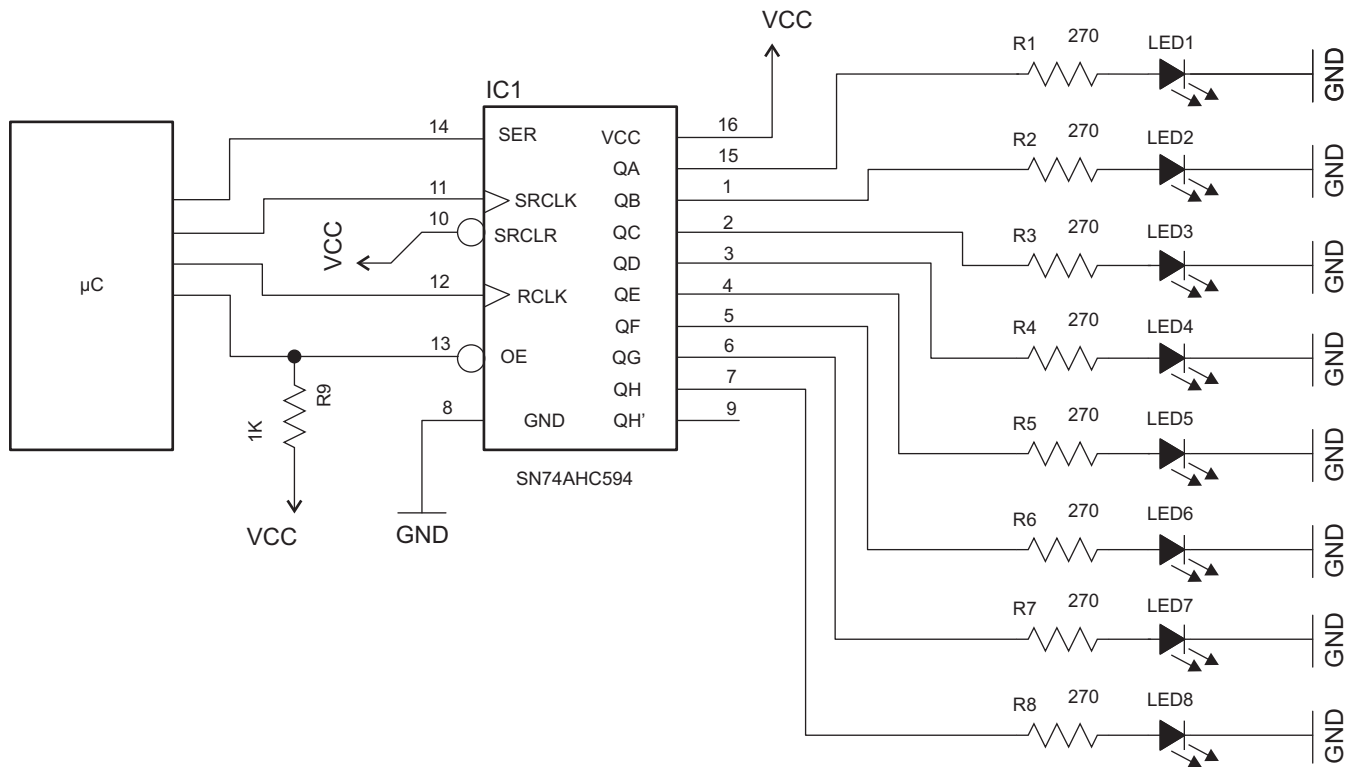 VCC
IC1
µC
14
SER
11
SRCLK
10
SRCLR
VCC
12
RCLK
13
OE
R9
1K
VCC
8
GND
GND
VCC
16
QA
15
QB
1
QC
2
QD
3
QE
4
QF
5
QG
6
QH
7
QH'
9
SN74AHC594
R1
270
LED1
GND
R2
270
LED2
GND
R3
270
LED3
GND
R4
270
LED4
GND
R5
270
LED5
GND
R6
270
LED6
GND
R7
270
LED7
GND
R8
270
LED8
GND